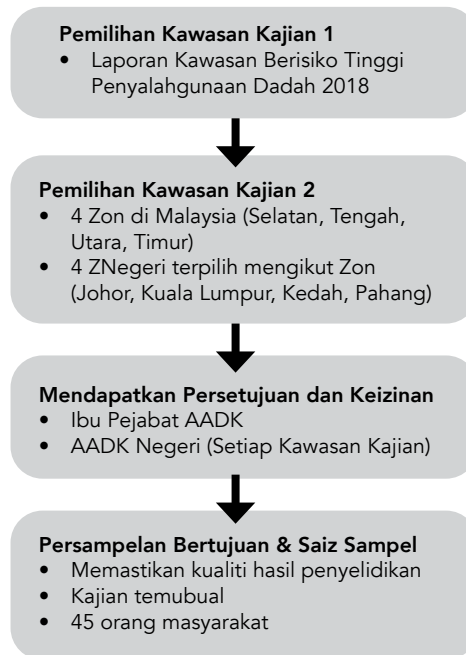 Pemilihan Kawasan Kajian 1
• Laporan Kawasan Berisiko Tinggi
Penyalahgunaan Dadah 2018
Pemilihan Kawasan Kajian 2
• 4 Zon di Malaysia (Selatan, Tengah,
Utara, Timur)
• 4 ZNegeri terpilih mengikut Zon
(Johor, Kuala Lumpur, Kedah, Pahang)
Mendapatkan Persetujuan dan Keizinan
• Ibu Pejabat AADK
• AADK Negeri (Setiap Kawasan Kajian)
Persampelan Bertujuan & Saiz Sampel
• Memastikan kualiti hasil penyelidikan
• Kajian temubual
• 45 orang masyarakat